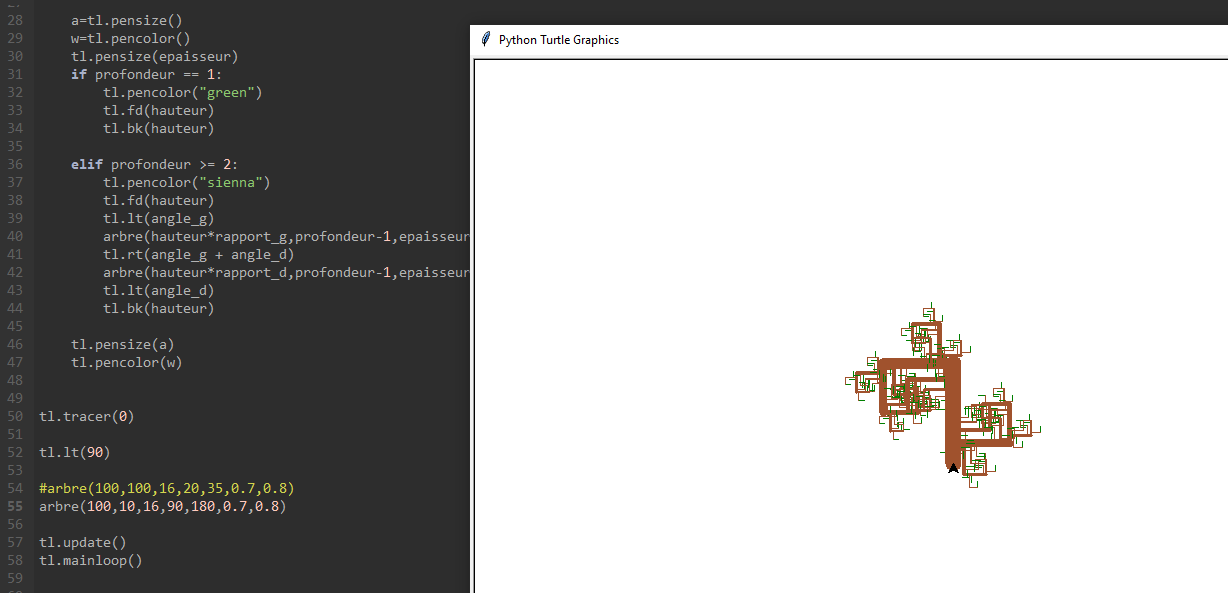 Python Turtle Graphics
28 a=tl.pensize()
29 w=tl.pencolor()
30 tl.pensize(epaisseur)
31 if profondeur == 1:
32 tl.pencolor("green")
33 tl.fd(hauteur)
34 tl.bk(hauteur)
35
36 elif profondeur >= 2:
37 tl.pencolor("sienna")
38 tl.fd(hauteur)
39 tl.lt(angle_g)
40 arbre(hauteur*rapport_g,profondeur-1,epaisseur
41 tl.rt(angle_g + angle_d)
42 arbre(hauteur*rapport_d,profondeur-1,epaisseur
43 tl.lt(angle_d)
44 tl.bk(hauteur)
45
46 tl.pensize(a)
47 tl.pencolor(w)
48
49
50 tl.tracer(0)
51
52 tl.lt(90)
53
54 #arbre(100,100,16,20,35,0.7,0.8)
55 arbre(100,10,16,90,180,0.7,0.8)
56
57 tl.update()
58 tl.mainloop()
59